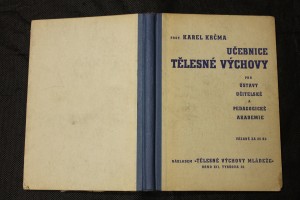 PROF. KAREL KRČMA
UČEBNICE
TĚLESNÉ VÝCHOVY
PRO
ÚSTAVY
UČITELSKÉ
A
PEDAGOGICKÉ
AKADEMIE
NÁKLADEM «TĚLESNÉ VÝCHOVY MLÁDEŽE»